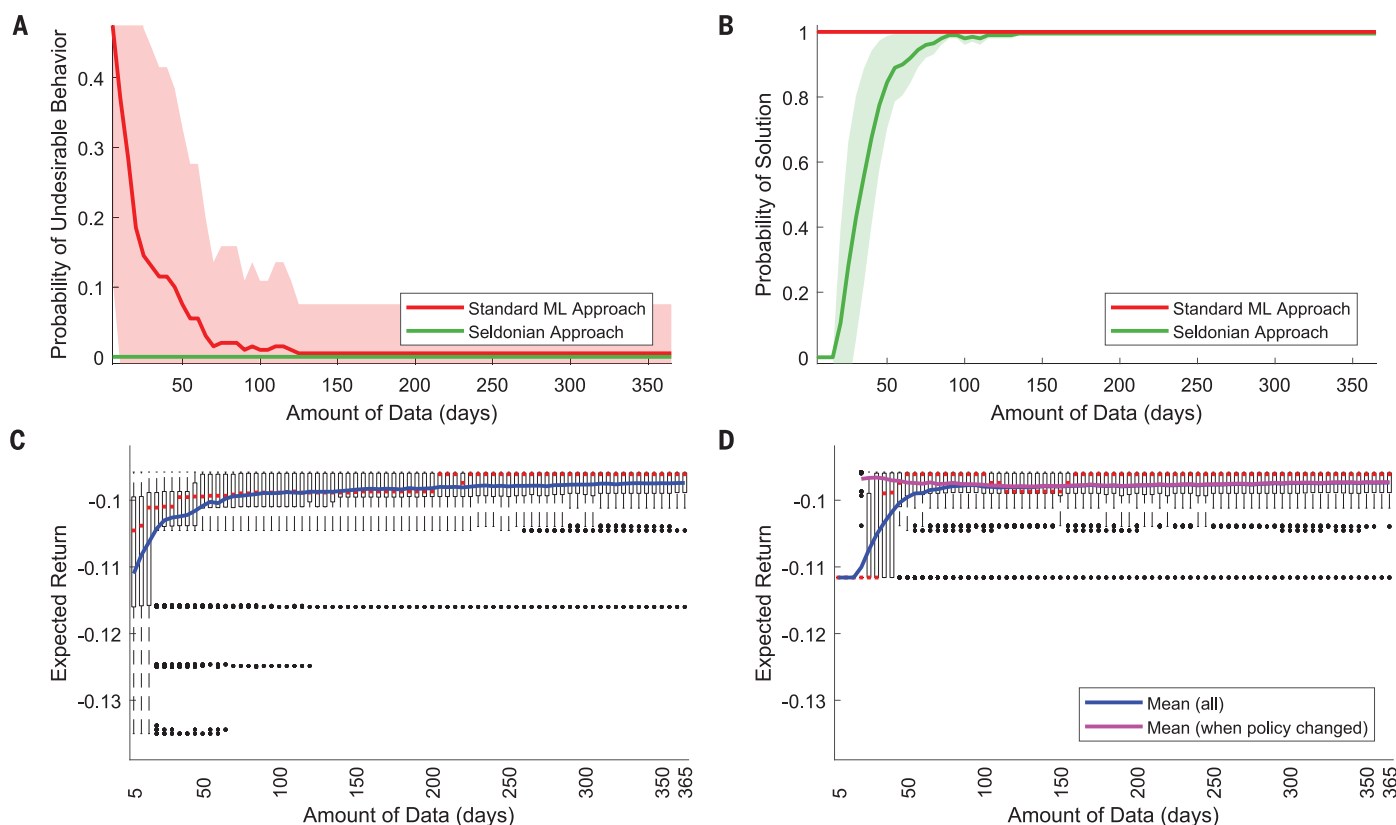 A
Probability of Undesirable Behavior
0.4
0.3
0.2
0.1
0
50
100
150
200
250
300
350
Amount of Data (days)
Standard ML Approach
Seldonian Approach
B
Probability of Solution
1
0.8
0.6
0.4
0.2
0
50
100
150
200
250
300
350
Amount of Data (days)
Standard ML Approach
Seldonian Approach
C
Expected Return
-0.1
-0.11
-0.12
-0.13
5
50
100
150
200
250
300
350
365
Amount of Data (days)
D
Expected Return
-0.1
-0.11
-0.12
-0.13
5
50
100
150
200
250
300
350
365
Amount of Data (days)
Mean (all)
Mean (when policy changed)